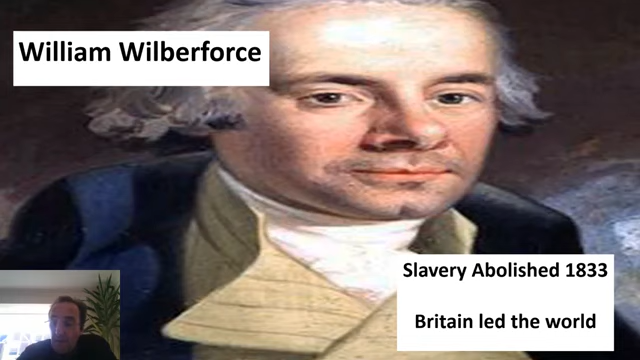 William Wilberforce
Slavery Abolished 1833
Britain led the world